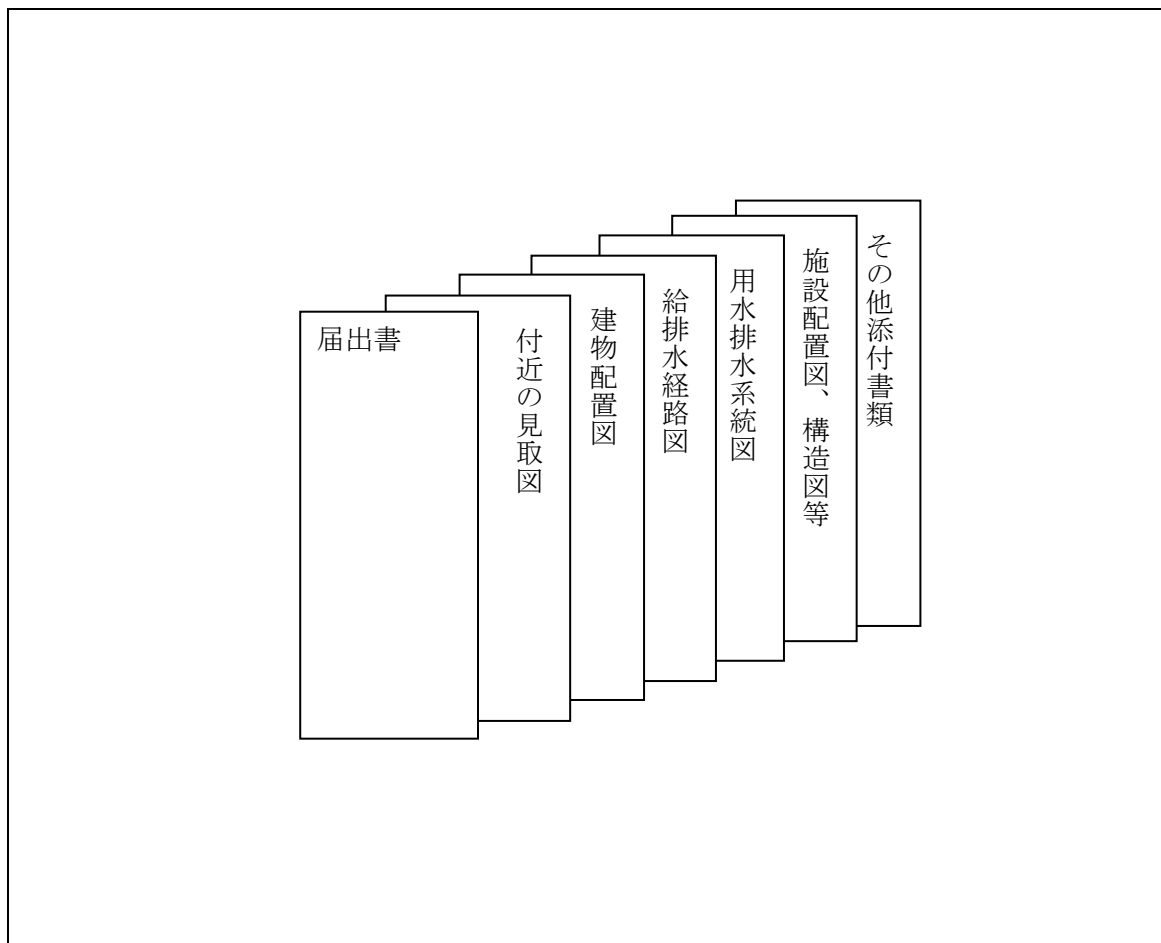 届出書
付近の見取図
建物配置図
給排水経路図
用水排水系統図
施設配置図、構造図等
その他添付書類